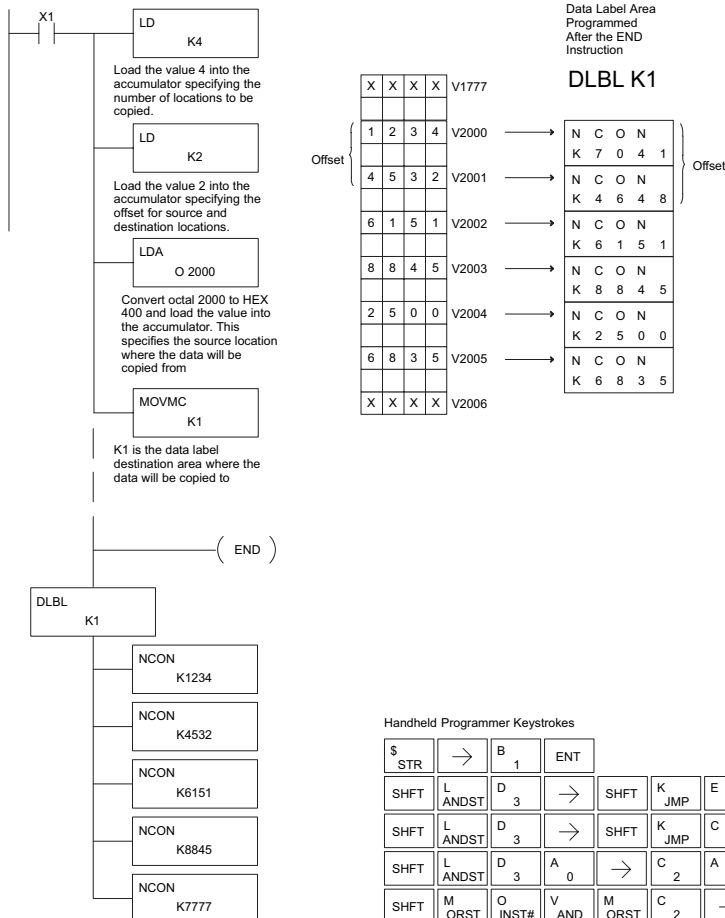 X1
LD
K4
Load the value 4 into the
accumulator specifying the
number of locations to be
copied.
LD
K2
Load the value 2 into the
accumulator specifying the
offset for source and
destination locations.
LDA
O 2000
Convert octal 2000 to HEX
400 and load the value into
the accumulator. This
specifies the source location
where the data will be
copied from
MOVMC
K1
K1 is the data label
destination area where the
data will be copied to
END
DLBL
K1
NCON
K1234
NCON
K4532
NCON
K6151
NCON
K8845
NCON
K7777
Data Label Area
Programmed
After the END
Instruction
DLBL K1
X X X X V1777
Offset
1 2 3 4 V2000
4 5 3 2 V2001
6 1 5 1 V2002
8 8 4 5 V2003
2 5 0 0 V2004
6 8 3 5 V2005
X X X X V2006
N C O N
K 7 0 4 1
N C O N
K 4 6 4 8
Offset
N C O N
K 6 1 5 1
N C O N
K 8 8 4 5
N C O N
K 2 5 0 0
N C O N
K 6 8 3 5
Handheld Programmer Keystrokes
$ STR → B 1 ENT
SHFT L ANDST D 3 → SHFT K JMP E
SHFT L ANDST D 3 → SHFT K JMP C
SHFT L ANDST D 3 A 0 → C 2 A
SHFT M ORST O INST# V AND M ORST C 2